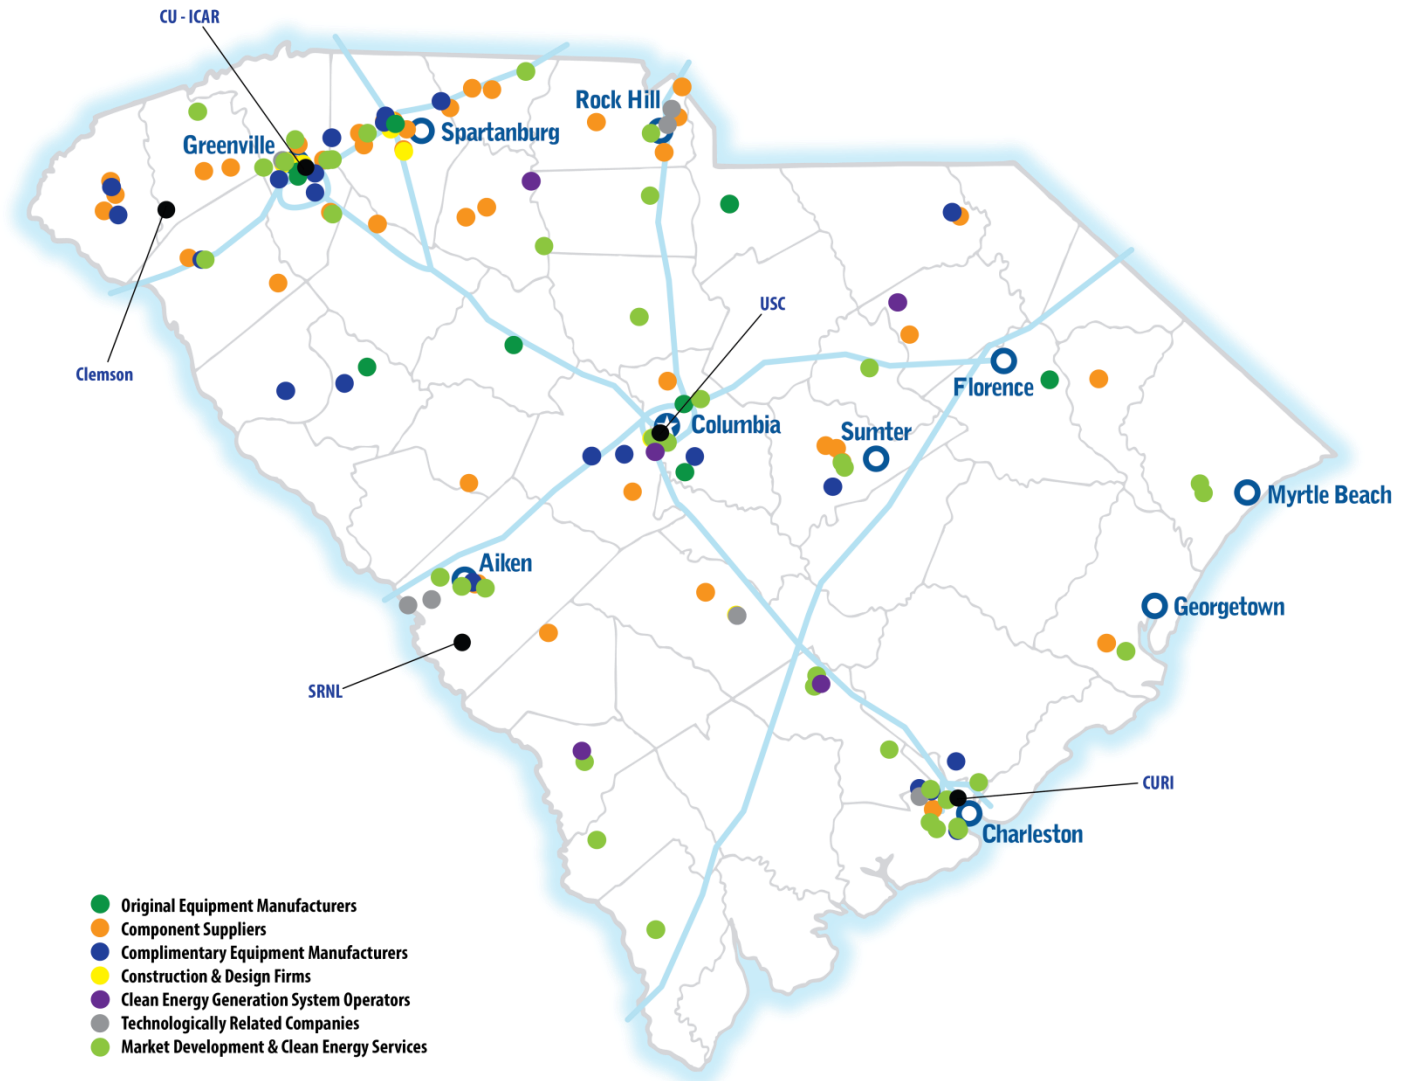 CU - ICAR
Rock Hill
Spartanburg
Greenville
USC
Clemson
Florence
Columbia
Sumter
Myrtle Beach
Aiken
Georgetown
SRNL
CURI
Charleston
Original Equipment Manufacturers
Component Suppliers
Complimentary Equipment Manufacturers
Construction & Design Firms
Clean Energy Generation System Operators
Technologically Related Companies
Market Development & Clean Energy Services